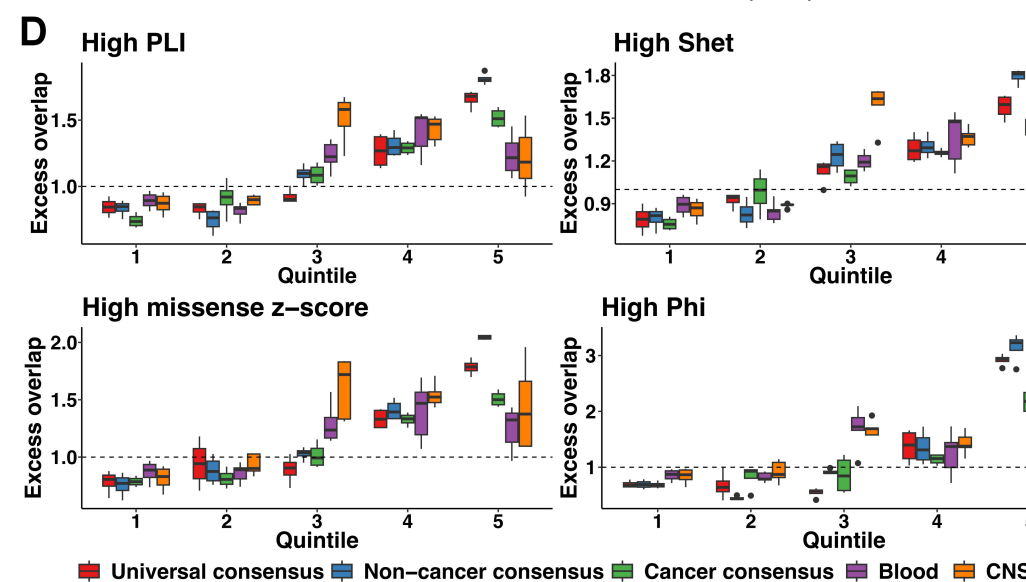 D
High PLI
High Shet
Excess overlap
1.5
1.0
1 2 3 4 5
Quintile
Excess overlap
1.8
1.5
1.2
0.9
1 2 3 4
Quintile
High missense z−score
High Phi
Excess overlap
2.0
1.5
1.0
1 2 3 4 5
Quintile
Excess overlap
3
2
1
1 2 3 4
Quintile
Universal consensus Non−cancer consensus Cancer consensus Blood CNS